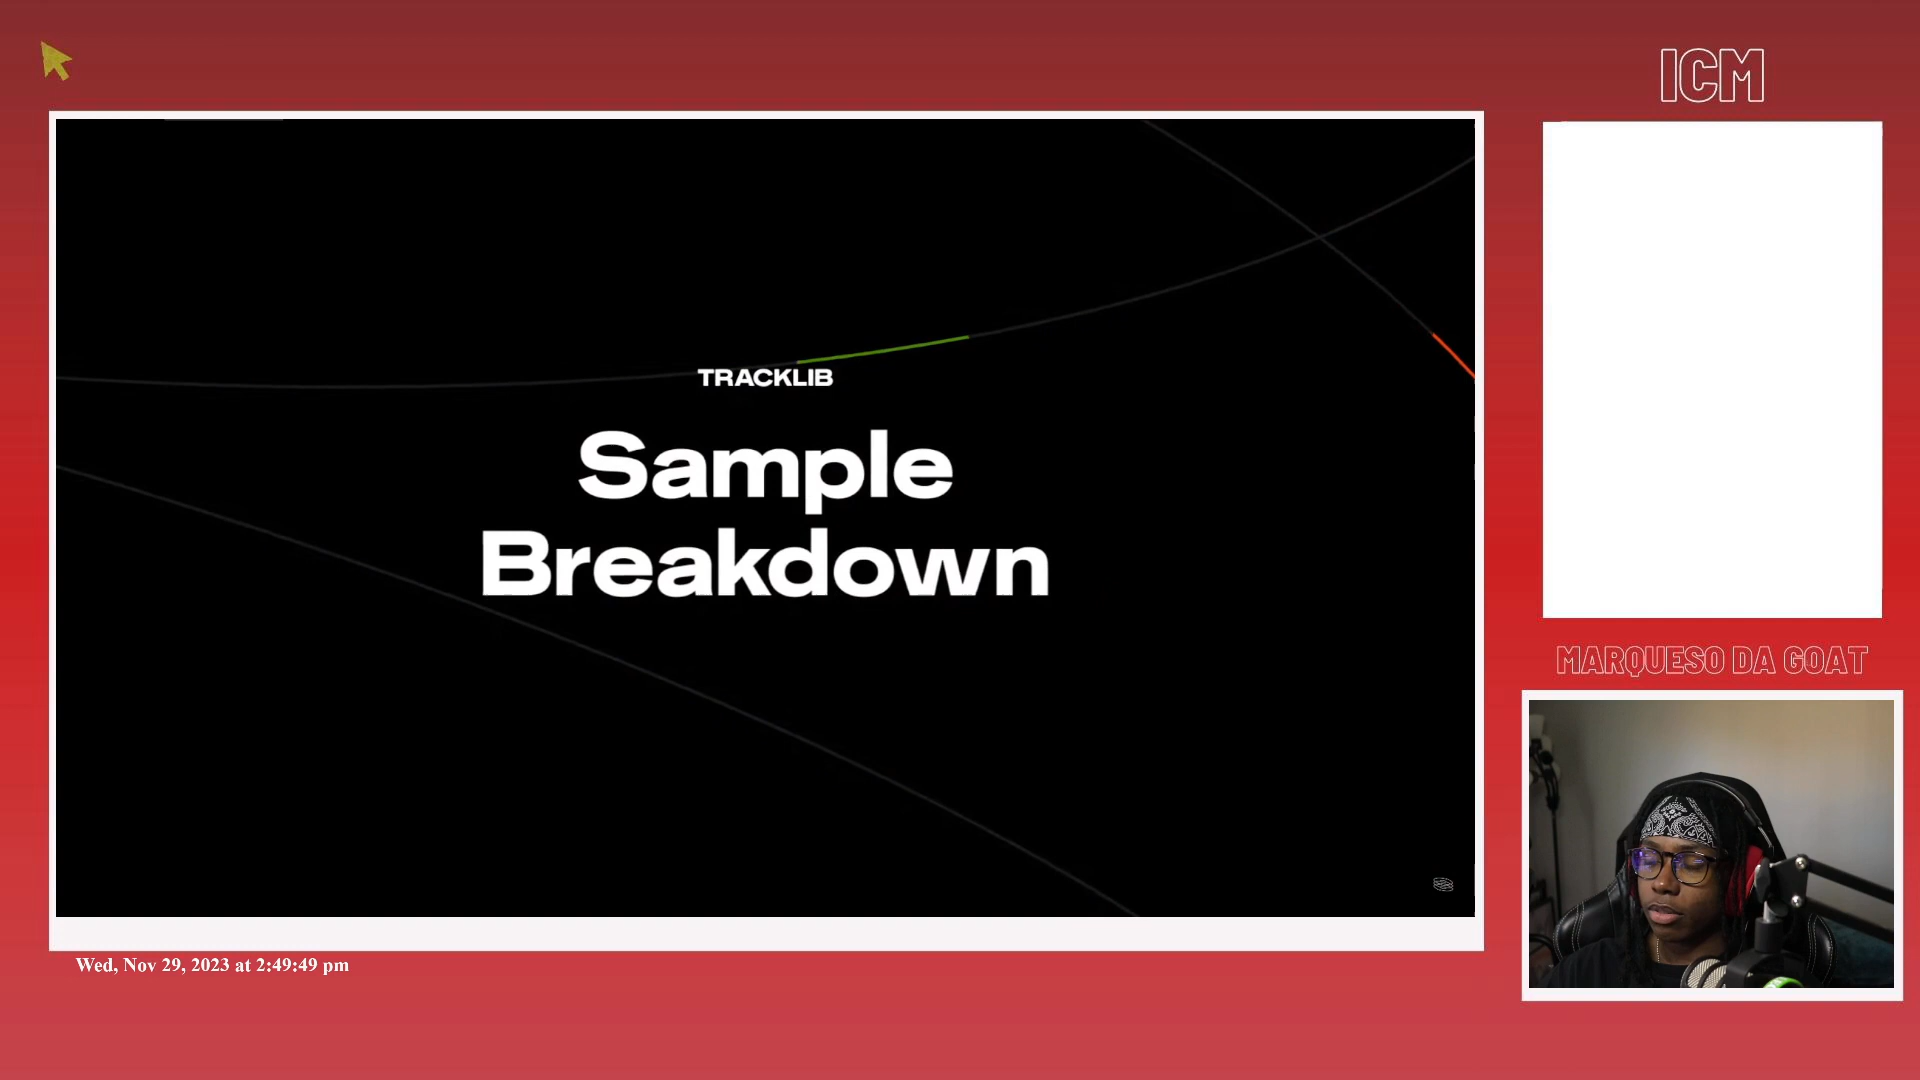 ICM
TRACKLIB
Sample
Breakdown
MARQUESO DA GOAT
Wed, Nov 29, 2023 at 2:49:49 pm